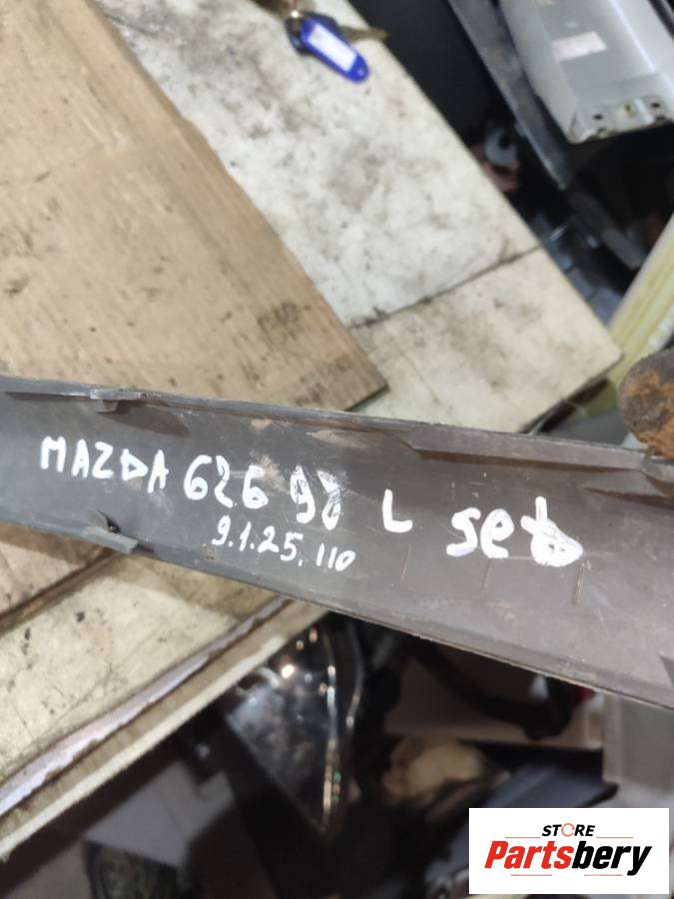 MAZDA 626 98 L set
9.1.25.110
STORE
Partsbery